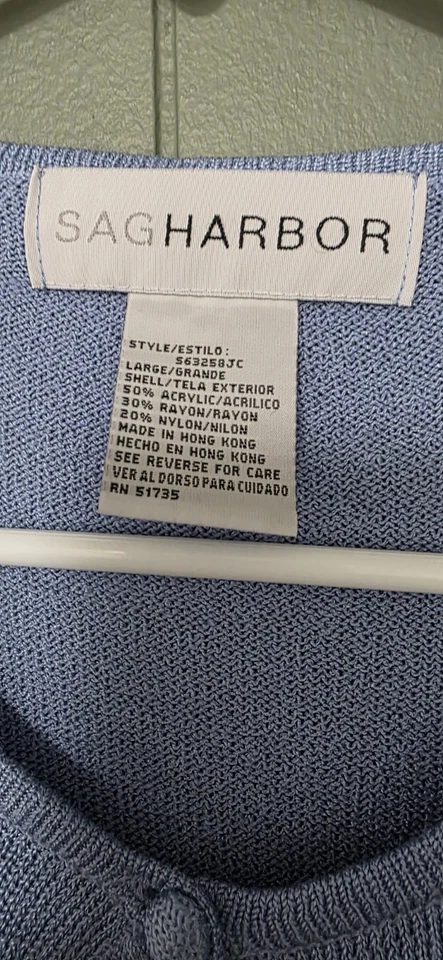 SAGHARBOR
STYLE/ESTILO:
S63258JC
LARGE/GRANDE
SHELL/TELA EXTERIOR
50% ACRYLIC/ACRILICO
30% RAYON/RAYON
20% NYLON/NILON
MADE IN HONG KONG
HECHO EN HONG KONG
SEE REVERSE FOR CARE
VER AL DORSO PARA CUIDADO
RN 51735